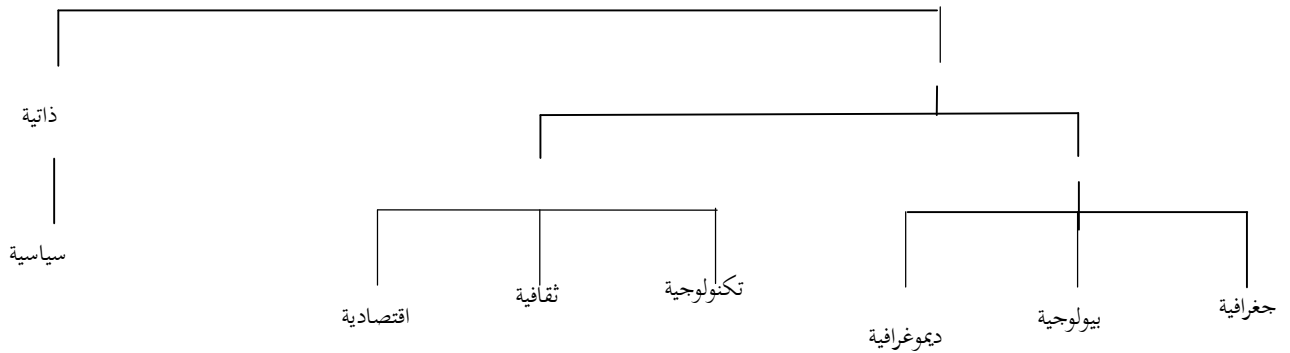 ذاتية
سياسية
جغرافية
بيولوجية
ديموغرافية
تكنولوجية
ثقافية
اقتصادية